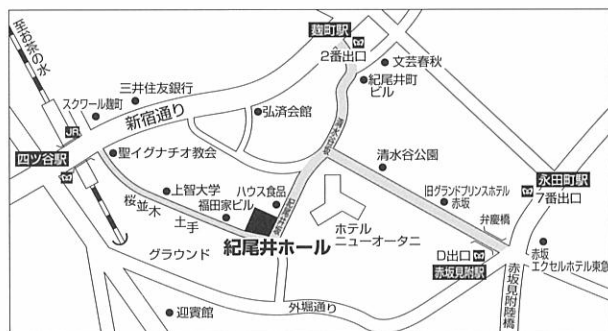 至お茶の水
麹町駅
2番出口
文芸春秋
紀尾井町
ビル
三井住友銀行
スクワール麹町
新宿通り
弘済会館
JR
四ツ谷駅
聖イグナチオ教会
清水谷公園
上智大学
ハウス食品
福田家ビル
桜並木
土手
紀尾井ホール
グラウンド
ホテル
ニューオータニ
旧グランドプリンスホテル
赤坂
永田町駅
7番出口
弁慶橋
D出口
赤坂見附駅
赤坂
エクセルホテル東急
赤坂見附陸橋
外堀通り
迎賓館